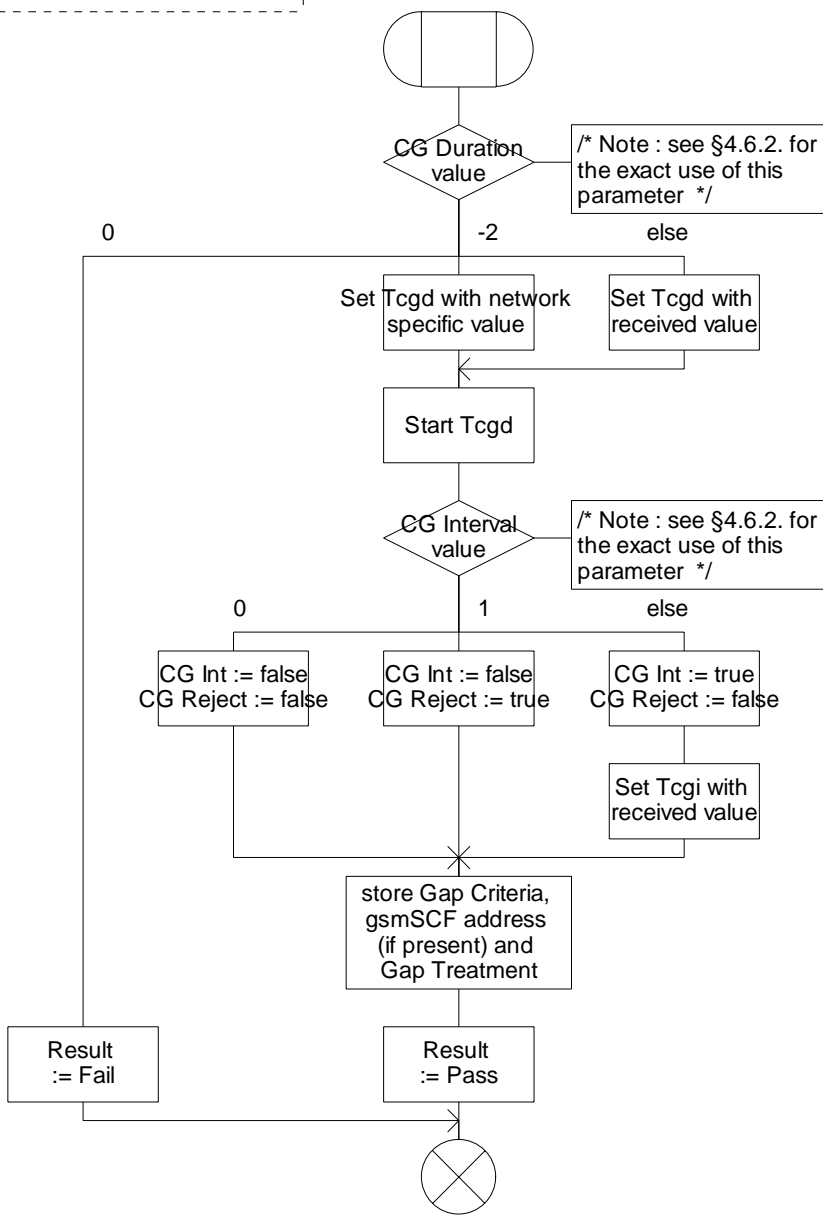 CG Duration
value
/* Note : see §4.6.2. for
the exact use of this
parameter */
0
-2
else
Set Tcgd with network
specific value
Set Tcgd with
received value
Start Tcgd
CG Interval
value
/* Note : see §4.6.2. for
the exact use of this
parameter */
0
1
else
CG Int := false
CG Reject := false
CG Int := false
CG Reject := true
CG Int := true
CG Reject := false
Set Tcgi with
received value
store Gap Criteria,
gsmSCF address
(if present) and
Gap Treatment
Result
:= Fail
Result
:= Pass